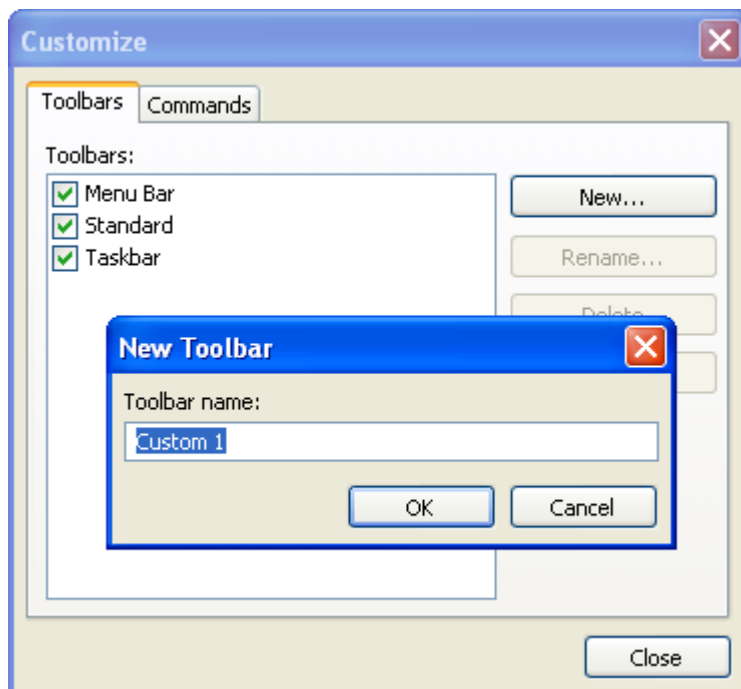 Customize
Toolbars Commands
Toolbars:
Menu Bar
Standard
Taskbar
New...
Rename...
Delete
New Toolbar
Toolbar name:
Custom 1
OK Cancel
Close